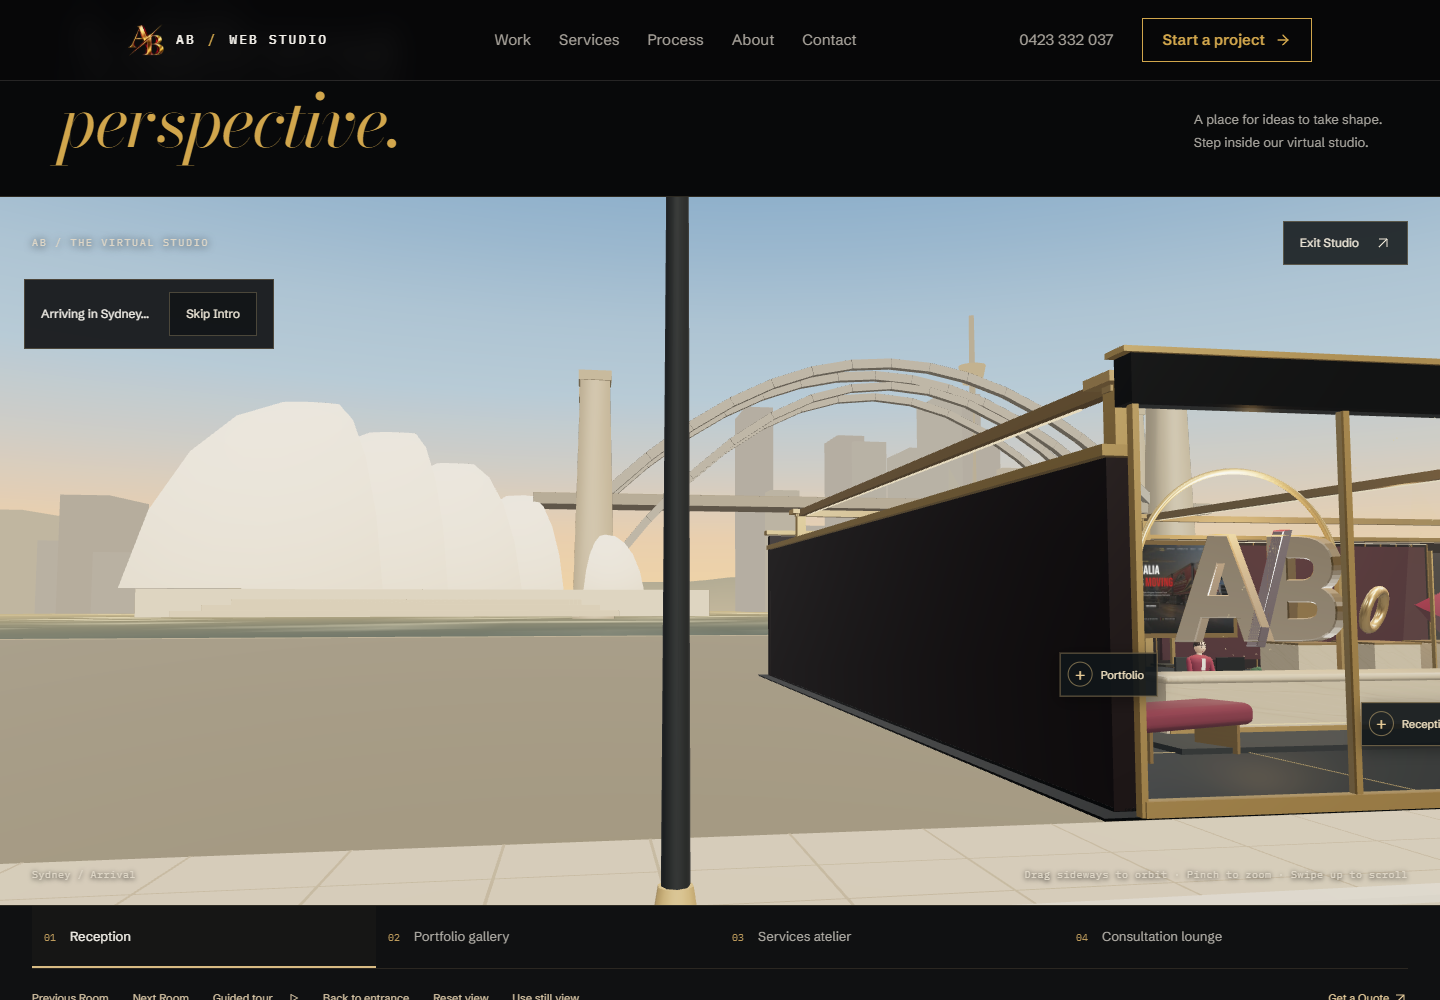 AB AB / WEB STUDIO
Work Services Process About Contact
0423 332 037
Start a project
perspective.
A place for ideas to take shape.
Step inside our virtual studio.
AB / THE VIRTUAL STUDIO
Exit Studio
Arriving in Sydney...
Skip Intro
ALIA
MOVING
AB
Portfolio
Recepti
Sydney / Arrival
Drag sideways to orbit · Pinch to zoom · Swipe up to scroll
01 Reception
02 Portfolio gallery
03 Services atelier
04 Consultation lounge
Previous Room Next Room Guided tour Back to entrance Reset view Use still view
Get a Quote